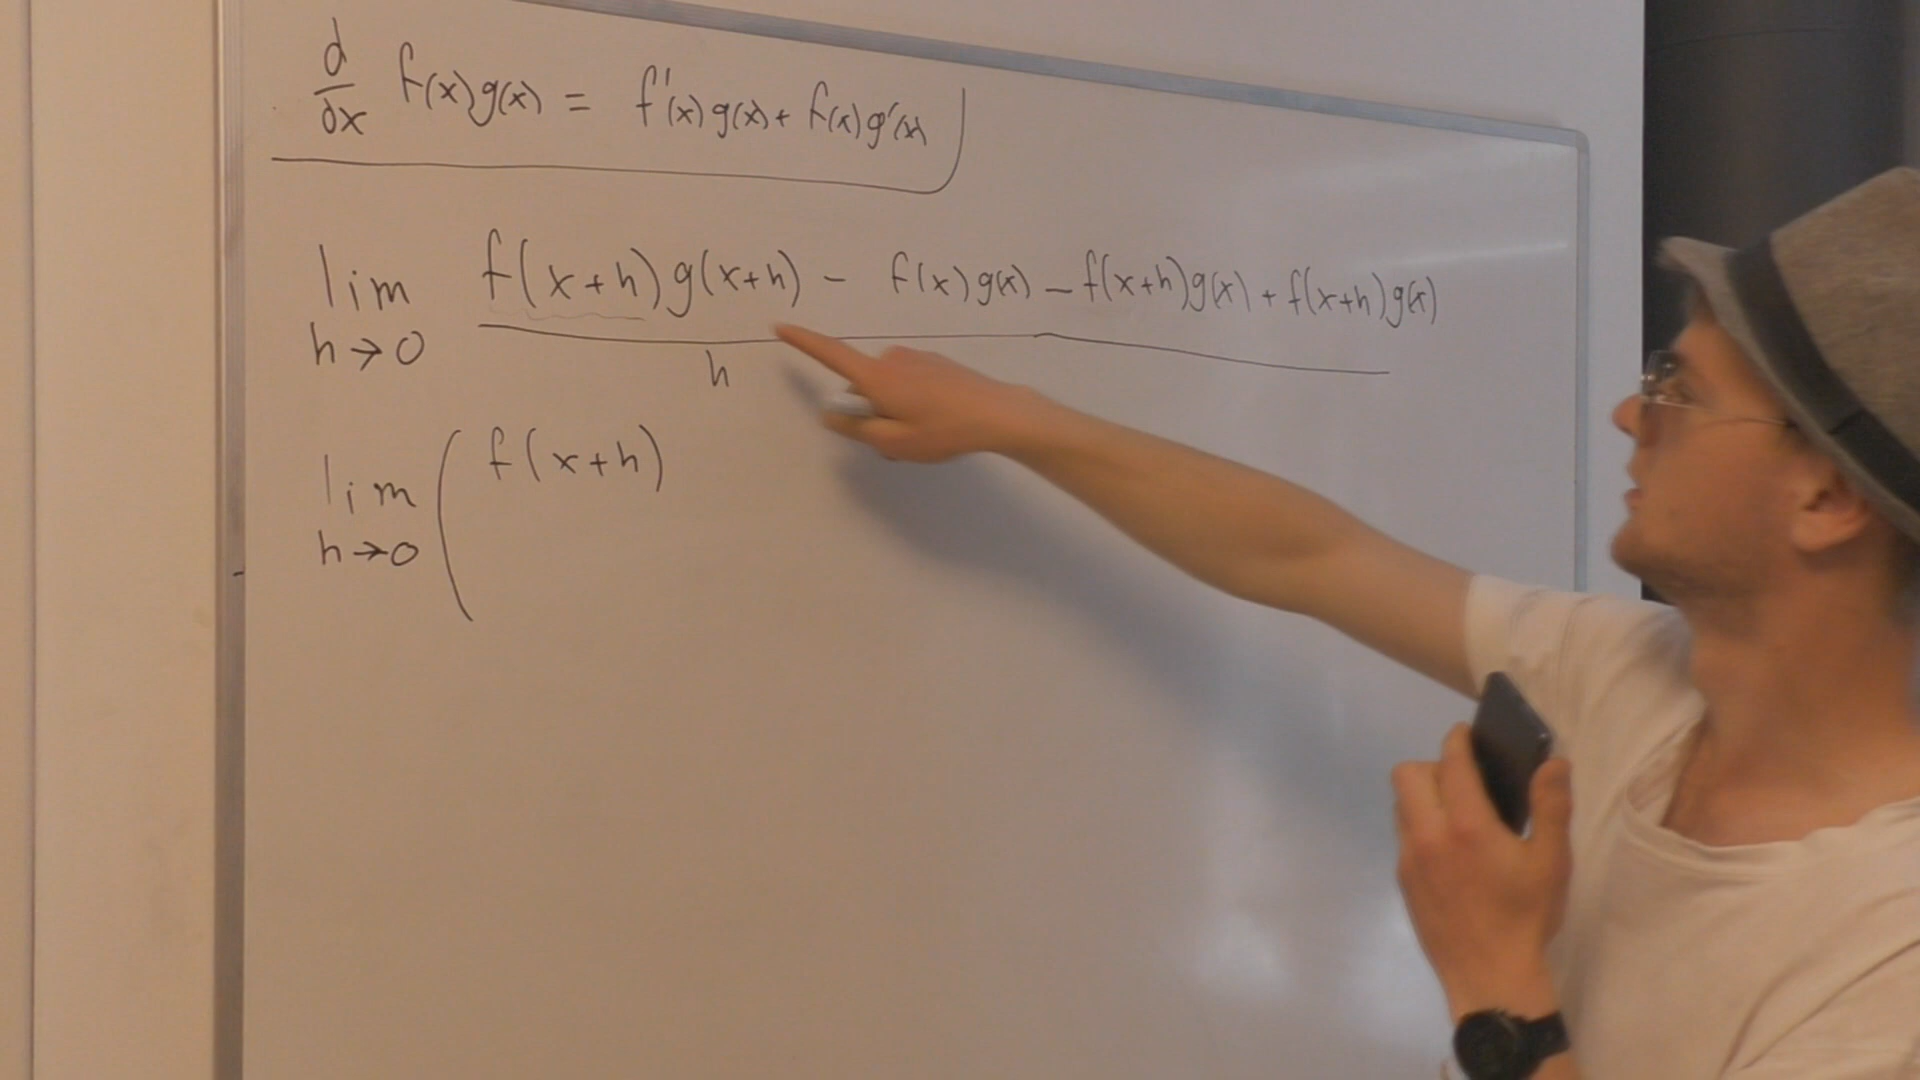 d/dx f(x)g(x) = f'(x)g(x) + f(x)g'(x)
lim h→0 f(x+h)g(x+h) - f(x)g(x) - f(x+h)g(x) + f(x+h)g(x) / h
lim h→0 ( f(x+h)